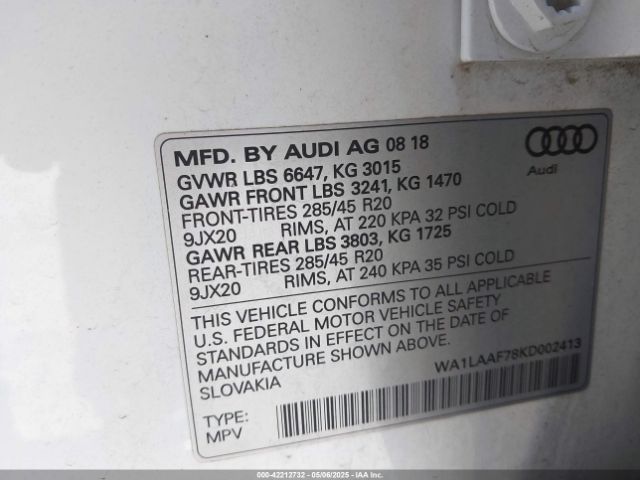 MFD. BY AUDI AG 08 18
GVWR LBS 6647, KG 3015
GAWR FRONT LBS 3241, KG 1470
FRONT-TIRES 285/45 R20
9JX20 RIMS, AT 220 KPA 32 PSI COLD
GAWR REAR LBS 3803, KG 1725
REAR-TIRES 285/45 R20
9JX20 RIMS, AT 240 KPA 35 PSI COLD
Audi
THIS VEHICLE CONFORMS TO ALL APPLICABLE
U.S. FEDERAL MOTOR VEHICLE SAFETY
STANDARDS IN EFFECT ON THE DATE OF
MANUFACTURE SHOWN ABOVE.
SLOVAKIA
WA1LAAF78KD002413
TYPE:
MPV
000-42212732 - 05/06/2025 - IAAI.COM